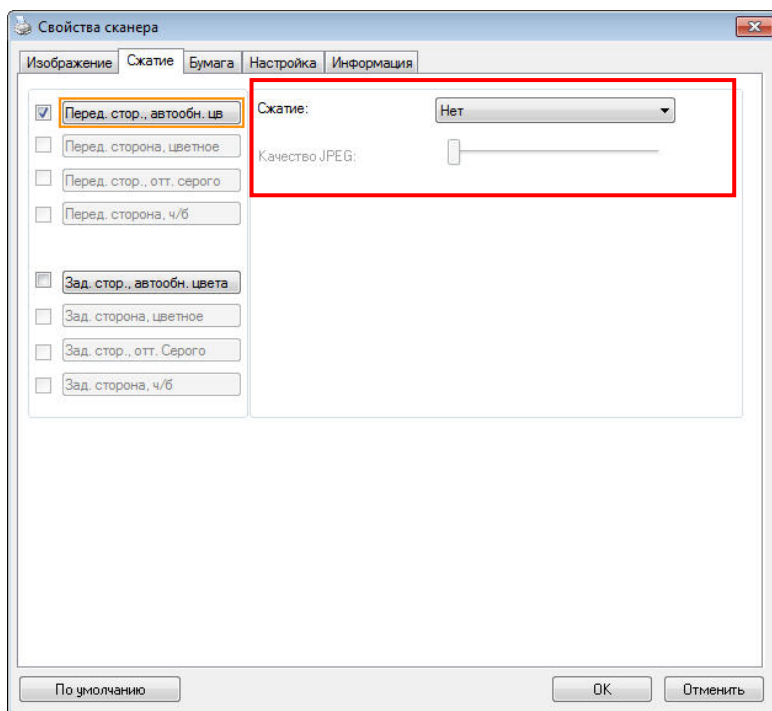 Свойства сканера
Изображение Сжатие Бумага Настройка Информация
Перед. стор., автообн. цв
Перед. сторона, цветное
Перед. стор., отт. серого
Перед. сторона, ч/б
Зад. стор., автообн. цвета
Зад. сторона, цветное
Зад. стор., отт. Серого
Зад. сторона, ч/б
Сжатие: Нет
Качество JPEG:
По умолчанию OK Отменить